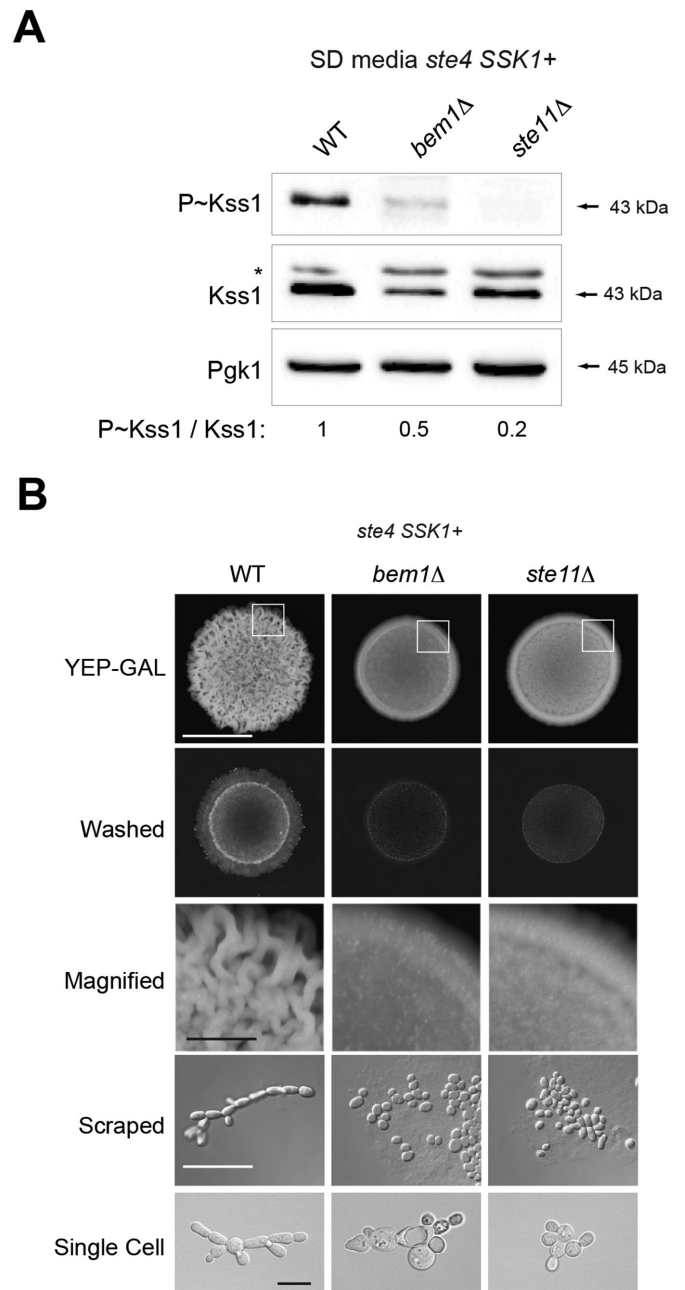 A
SD media ste4 SSK1+
WT bem1Δ ste11Δ
P~Kss1 43 kDa
*
Kss1 43 kDa
Pgk1 45 kDa
P~Kss1 / Kss1: 1 0.5 0.2
B
ste4 SSK1+
WT bem1Δ ste11Δ
YEP-GAL
Washed
Magnified
Scraped
Single Cell